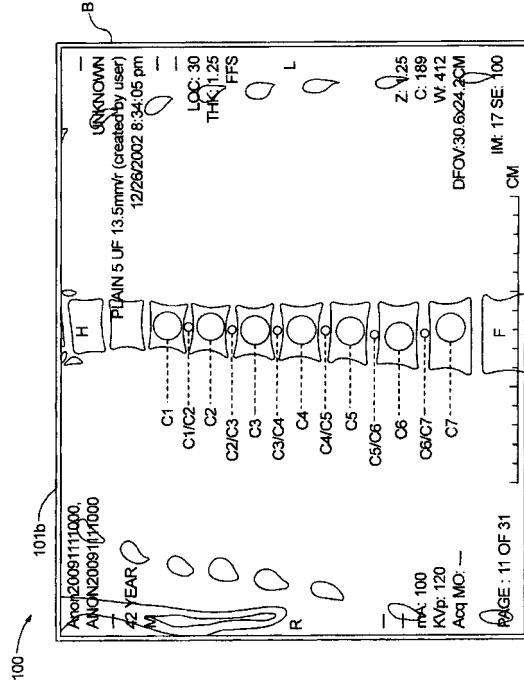 100
101b
B
Anon20091111000,
ANON20091111000
—
42 YEAR
M
R
—
—
mA: 100
KVp: 120
Acq MO: —
PAGE : 11 OF 31
H
C1
C1/C2
C2
C2/C3
C3
C3/C4
C4
C4/C5
C5
C5/C6
C6
C6/C7
C7
F
—
UNKNOWN
PLAIN 5 UF 13.5mm/r (created by user)
12/26/2002 8:34:05 pm
—
—
LOC: 30
THK: 1.25
FFS
L
Z: 1.25
C: 189
W: 412
DFOV:30.6x24.2CM
IM: 17 SE: 100
CM